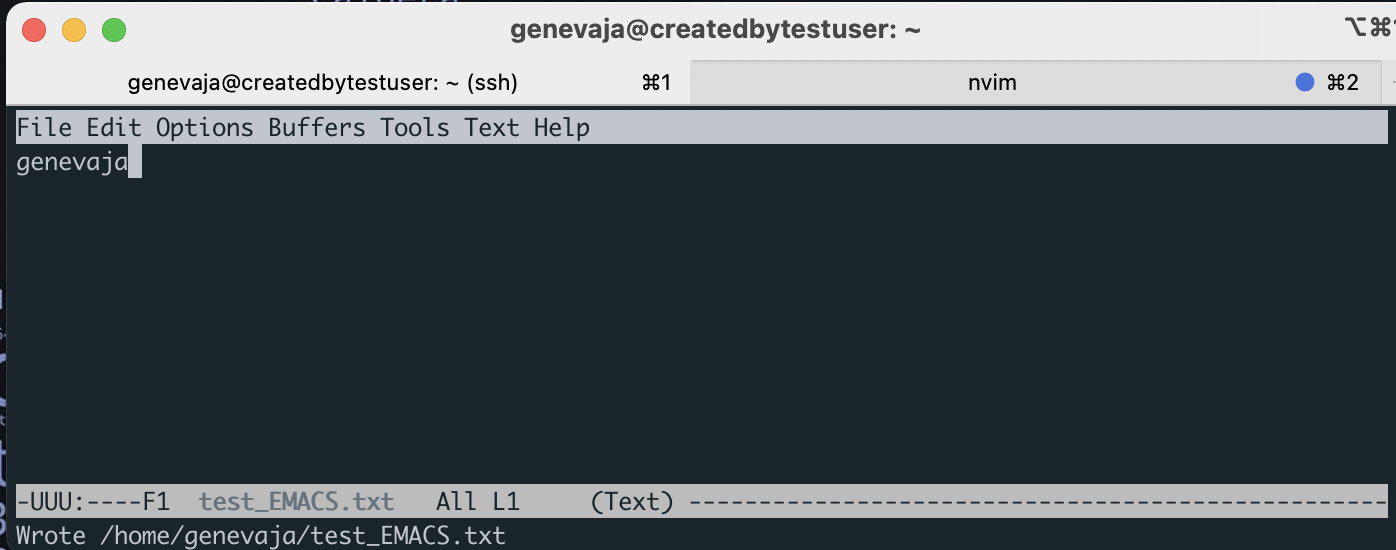 genevaja@createdbytestuser: ~
⌥⌘
genevaja@createdbytestuser: ~ (ssh) ⌘1 nvim ⌘2
File Edit Options Buffers Tools Text Help
genevaja
-UUU:----F1  test_EMACS.txt   All L1     (Text) --------------------------------------------------
Wrote /home/genevaja/test_EMACS.txt